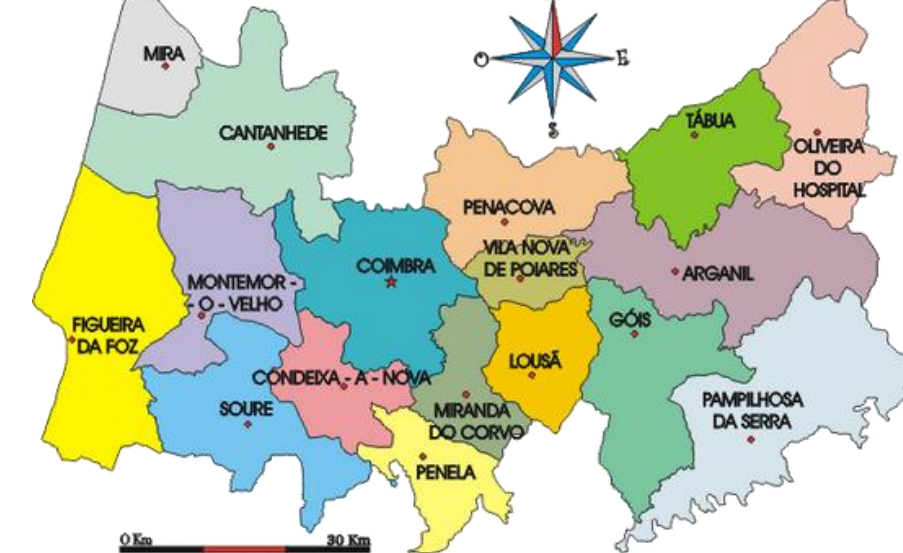 MIRA
O
E
S
CANTANHEDE
TÁBUA
OLIVEIRA
DO
HOSPITAL
PENACOVA
VILA NOVA
DE POIARES
COIMBRA
ARGANIL
MONTEMOR -
- O - VELHO
FIGUEIRA
DA FOZ
GÓIS
LOUSÃ
CONDEIXA - A - NOVA
SOURE
MIRANDA
DO CORVO
PAMPILHOSA
DA SERRA
PENELA
0 Km
30 Km